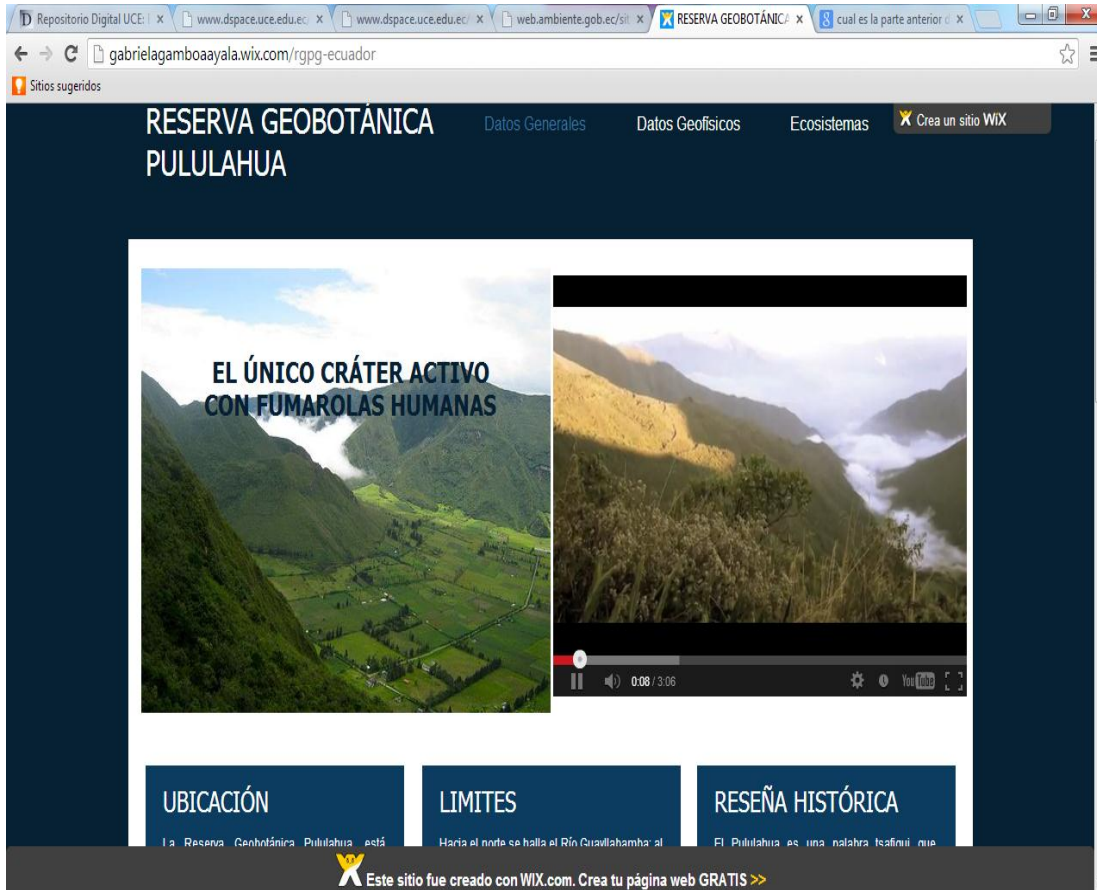 Repositorio Digital UCE:
www.dspace.uce.edu.ec/
www.dspace.uce.edu.ec/
web.ambiente.gob.ec/sit
RESERVA GEOBOTÁNICA
cual es la parte anterior d
gabrielagamboaayala.wix.com/rgpg-ecuador
Sitios sugeridos
RESERVA GEOBOTÁNICA
PULULAHUA
Datos Generales
Datos Geofísicos
Ecosistemas
Crea un sitio WiX
EL ÚNICO CRÁTER ACTIVO
CON FUMAROLAS HUMANAS
0:08 / 3:06
YouTube
UBICACIÓN
La Reserva Geobotánica Pululahua está
LIMITES
Hacia el norte se halla el Río Guayllabamba; al
RESEÑA HISTÓRICA
El Pululahua es una palabra tsafiqui que
Este sitio fue creado con WIX.com. Crea tu página web GRATIS >>